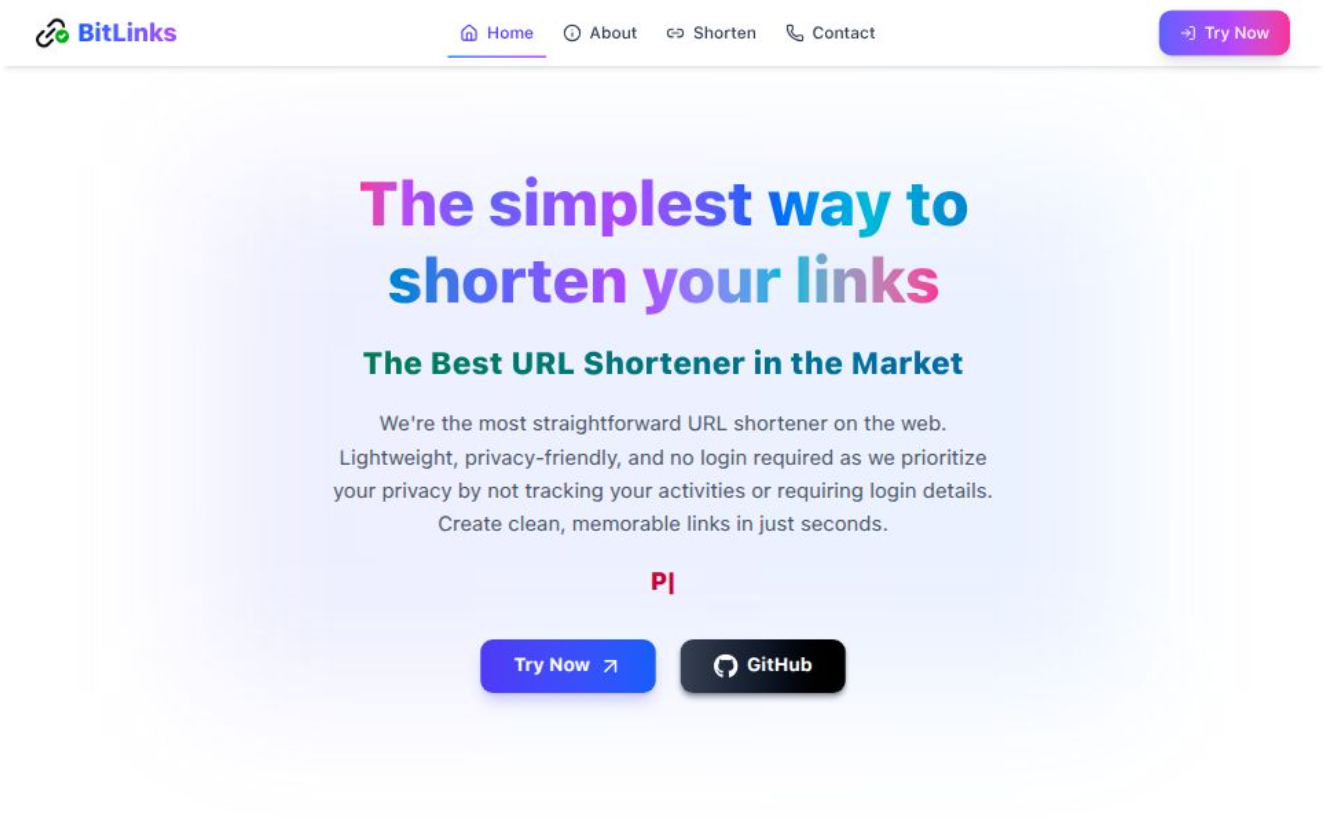 BitLinks
Home
About
Shorten
Contact
Try Now
The simplest way to
shorten your links
The Best URL Shortener in the Market
We're the most straightforward URL shortener on the web.
Lightweight, privacy-friendly, and no login required as we prioritize
your privacy by not tracking your activities or requiring login details.
Create clean, memorable links in just seconds.
P|
Try Now
GitHub